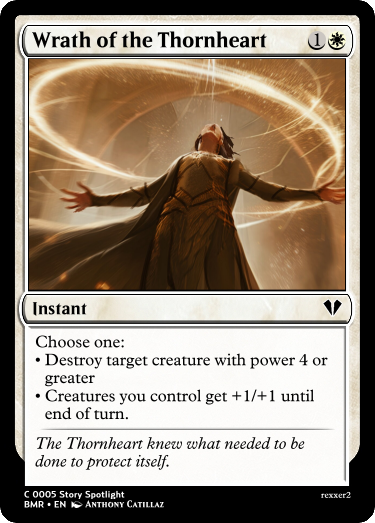 Wrath of the Thornheart 1
Instant
Choose one:
• Destroy target creature with power 4 or
greater
• Creatures you control get +1/+1 until
end of turn.
The Thornheart knew what needed to be
done to protect itself.
C 0005 Story Spotlight
BMR • EN Anthony Catillaz
rexxer2